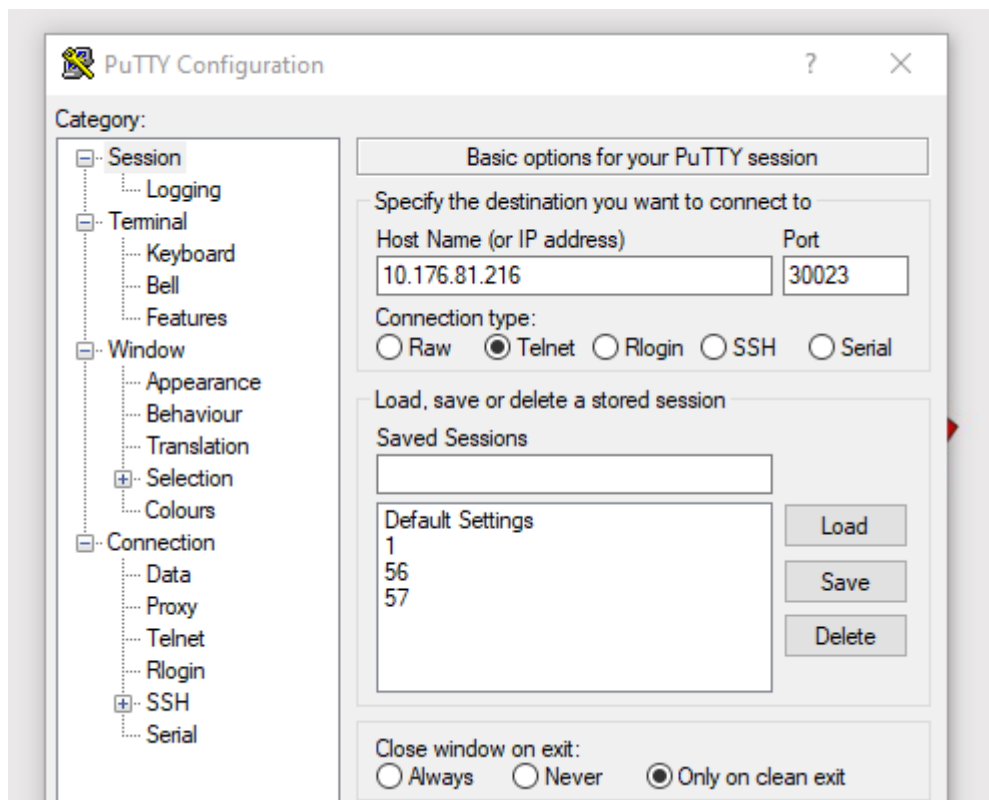 PuTTY Configuration ?
Category:
Session
Logging
Terminal
Keyboard
Bell
Features
Window
Appearance
Behaviour
Translation
Selection
Colours
Connection
Data
Proxy
Telnet
Rlogin
SSH
Serial
Basic options for your PuTTY session
Specify the destination you want to connect to
Host Name (or IP address) Port
10.176.81.216 30023
Connection type:
Raw Telnet Rlogin SSH Serial
Load, save or delete a stored session
Saved Sessions
Default Settings
1
56
57
Load
Save
Delete
Close window on exit:
Always Never Only on clean exit